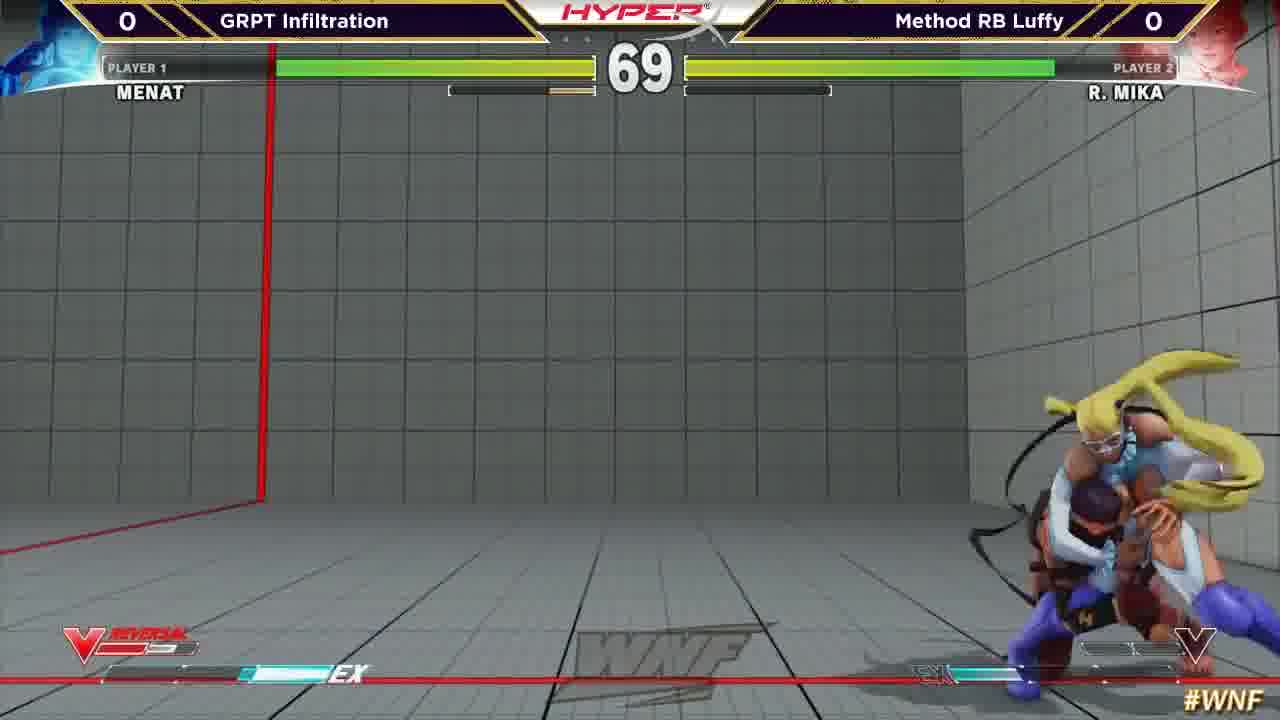 0 GRPT Infiltration HYPERX Method RB Luffy 0
PLAYER 1 69 PLAYER 2
MENAT R. MIKA
V REVERSAL V
EX EX
WNF
#WNF